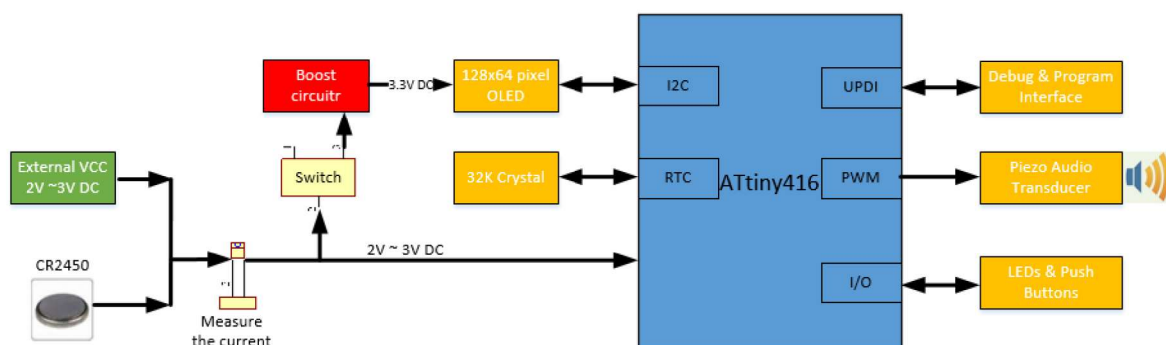 Boost
circuitr
3.3V DC
128x64 pixel
OLED
I2C
UPDI
Debug & Program
Interface
External VCC
2V ~3V DC
Switch
32K Crystal
RTC
ATtiny416
PWM
Piezo Audio
Transducer
2V ~ 3V DC
CR2450
I/O
LEDs & Push
Buttons
Measure
the current